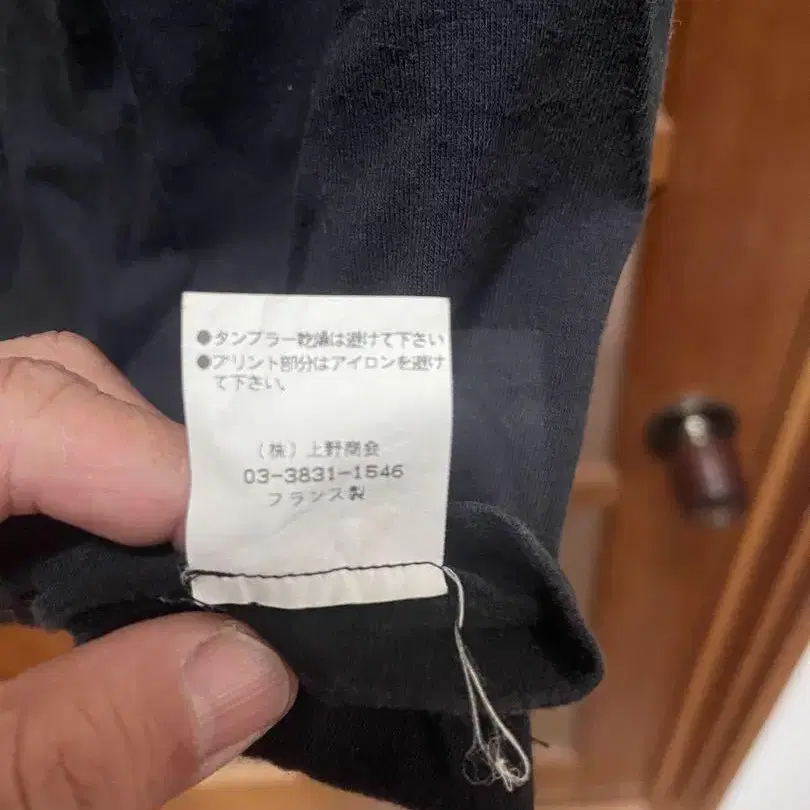 ●タンブラー乾燥は避けて下さい
●プリント部分はアイロンを避け
て下さい。
(株)上野商会
03-3831-1546
フランス製